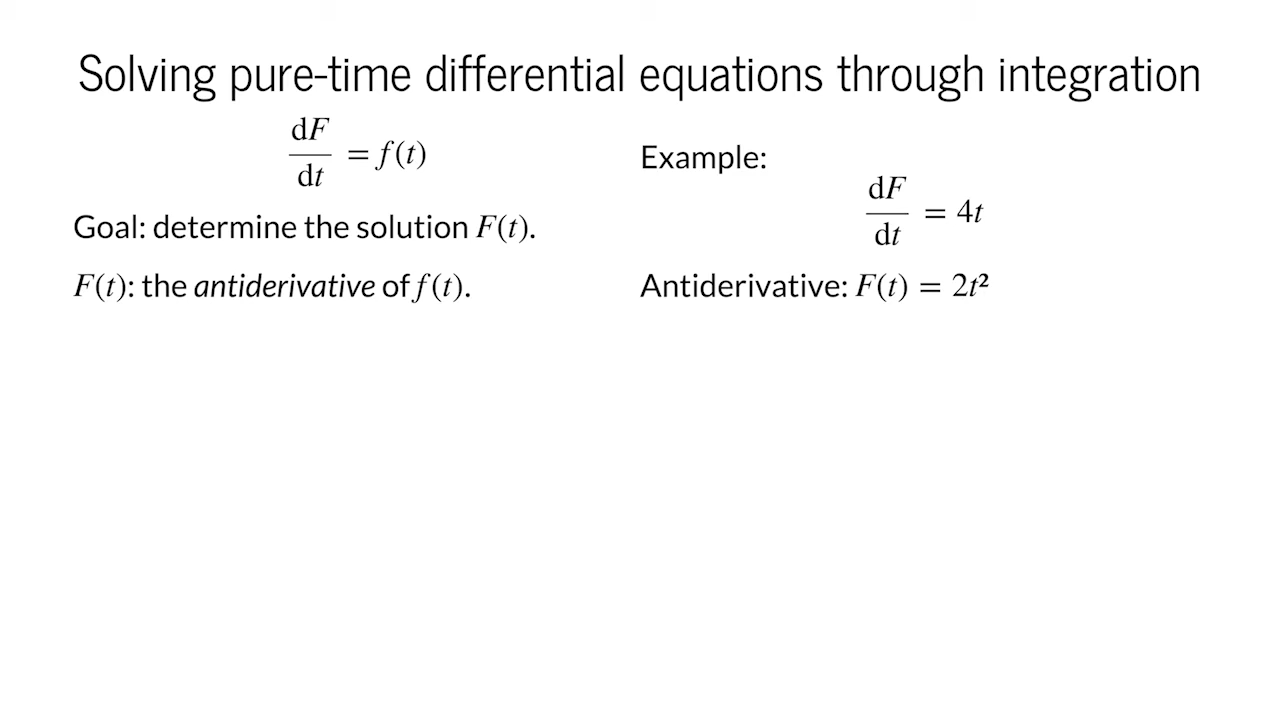 Solving pure-time differential equations through integration
dF/dt = f(t)
Goal: determine the solution F(t).
F(t): the antiderivative of f(t).
Example:
dF/dt = 4t
Antiderivative: F(t) = 2t²